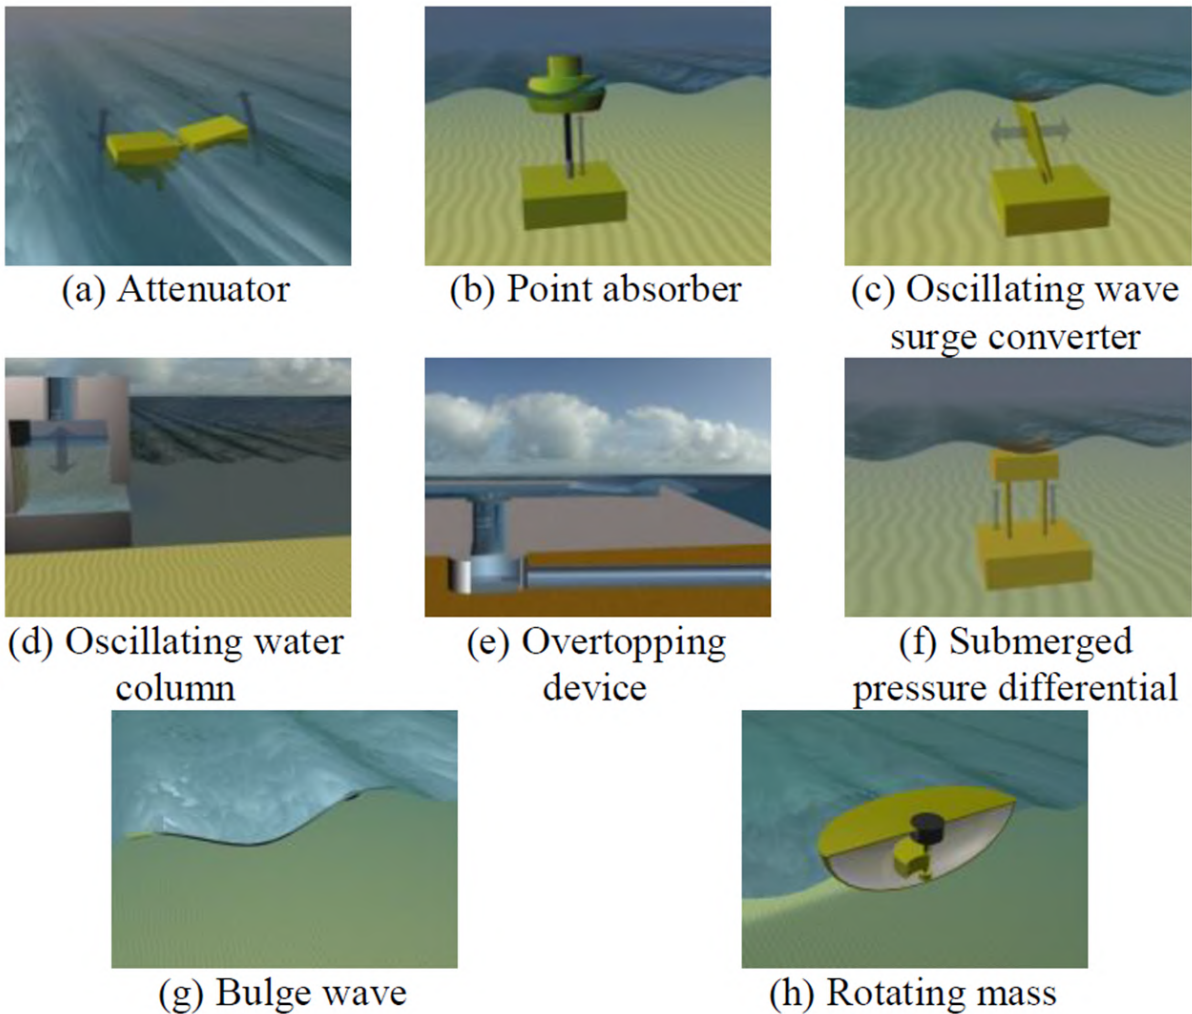 (a) Attenuator
(b) Point absorber
(c) Oscillating wave
surge converter
(d) Oscillating water
column
(e) Overtopping
device
(f) Submerged
pressure differential
(g) Bulge wave
(h) Rotating mass